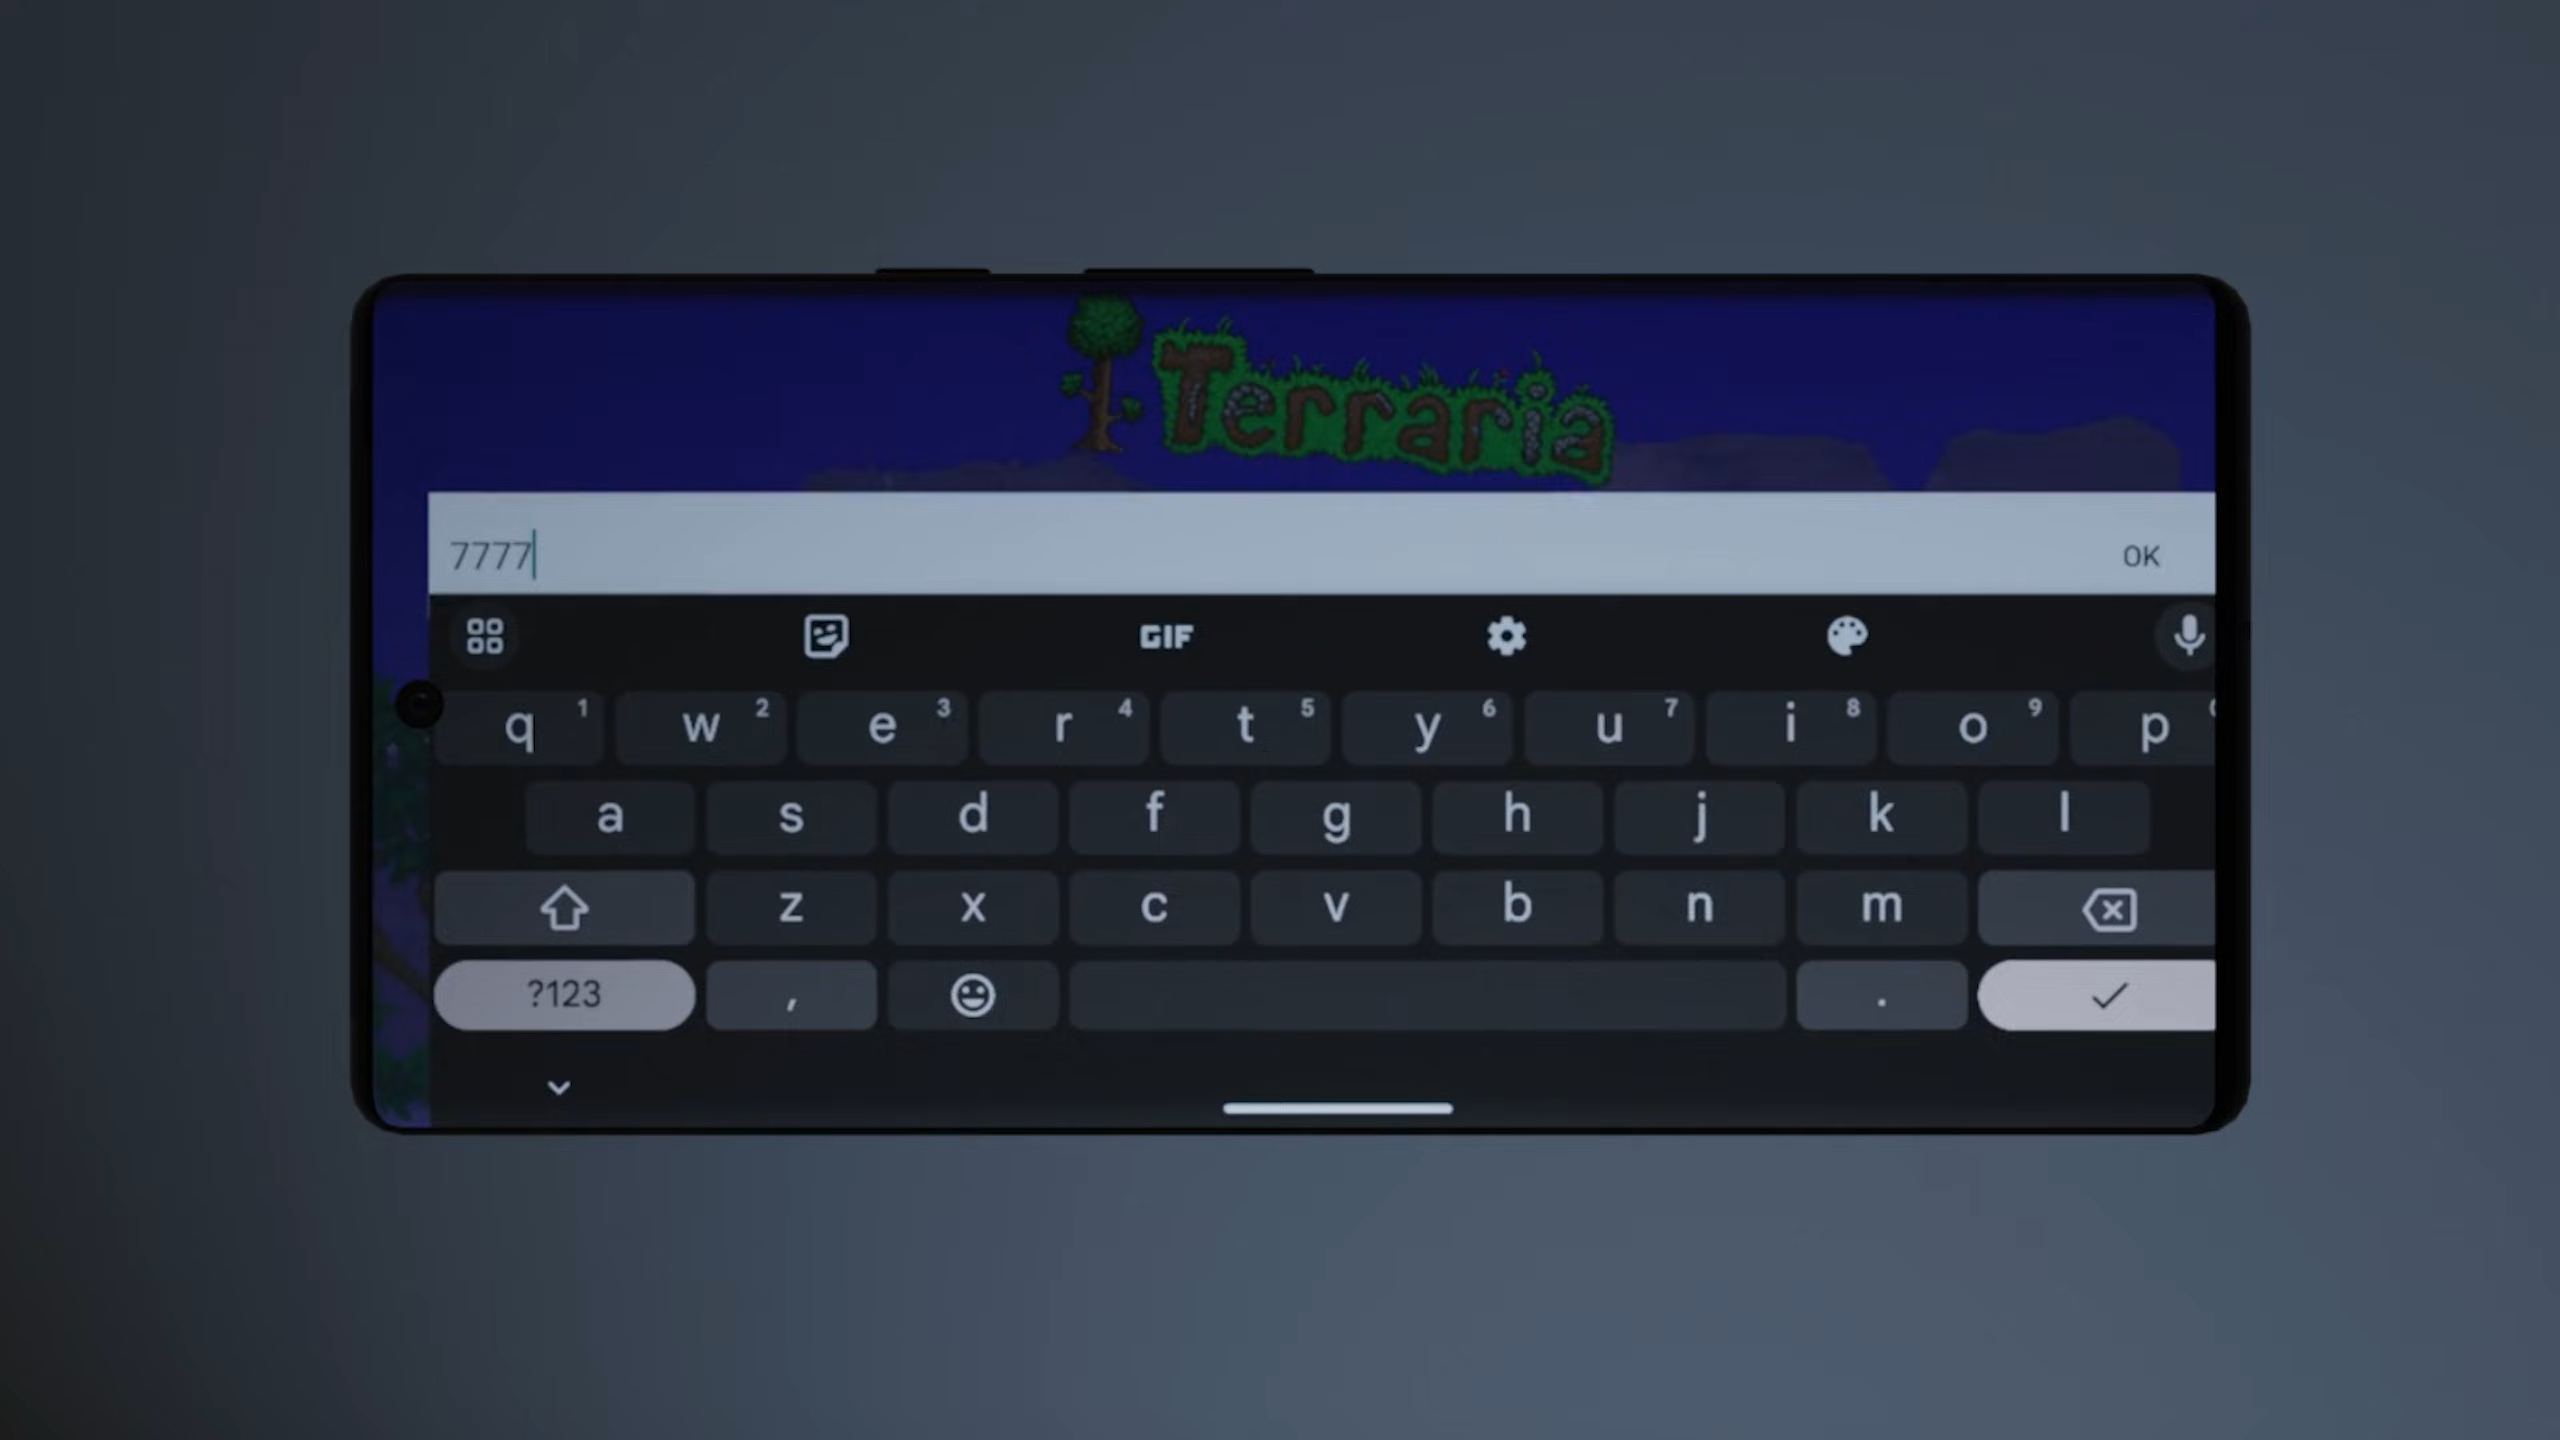 Terraria
7777 OK
GIF
q 1 w 2 e 3 r 4 t 5 y 6 u 7 i 8 o 9 p
a s d f g h j k l
z x c v b n m
?123 , .